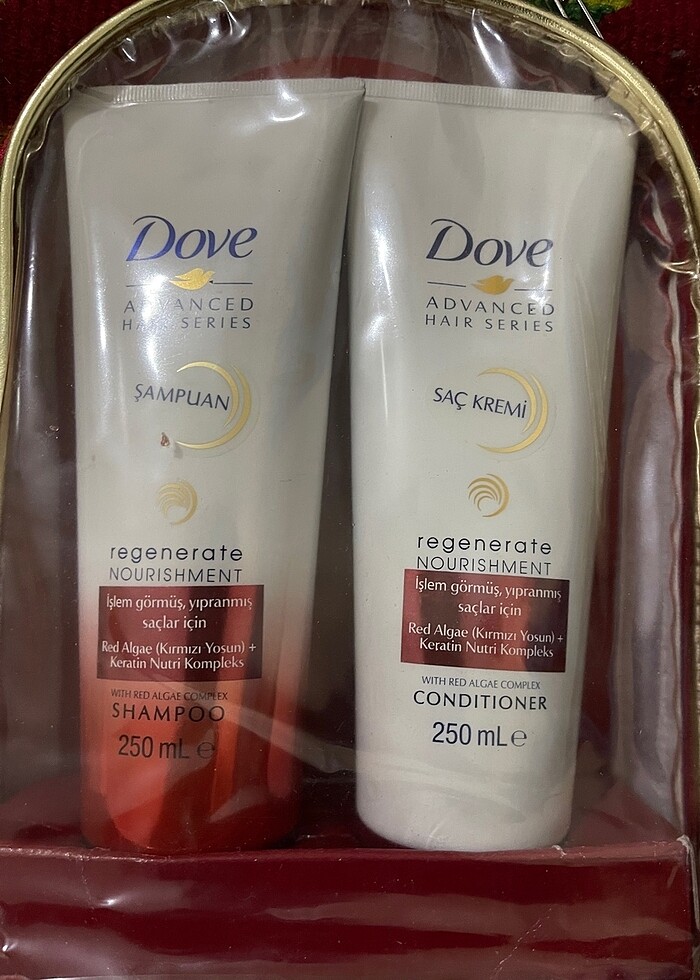 Dove
ADVANCED
HAIR SERIES
ŞAMPUAN
regenerate
NOURISHMENT
İşlem görmüş, yıpranmış
saçlar için
Red Algae (Kırmızı Yosun) +
Keratin Nutri Kompleks
WITH RED ALGAE COMPLEX
SHAMPOO
250 mL ℮
Dove
ADVANCED
HAIR SERIES
SAÇ KREMİ
regenerate
NOURISHMENT
İşlem görmüş, yıpranmış
saçlar için
Red Algae (Kırmızı Yosun) +
Keratin Nutri Kompleks
WITH RED ALGAE COMPLEX
CONDITIONER
250 mL ℮